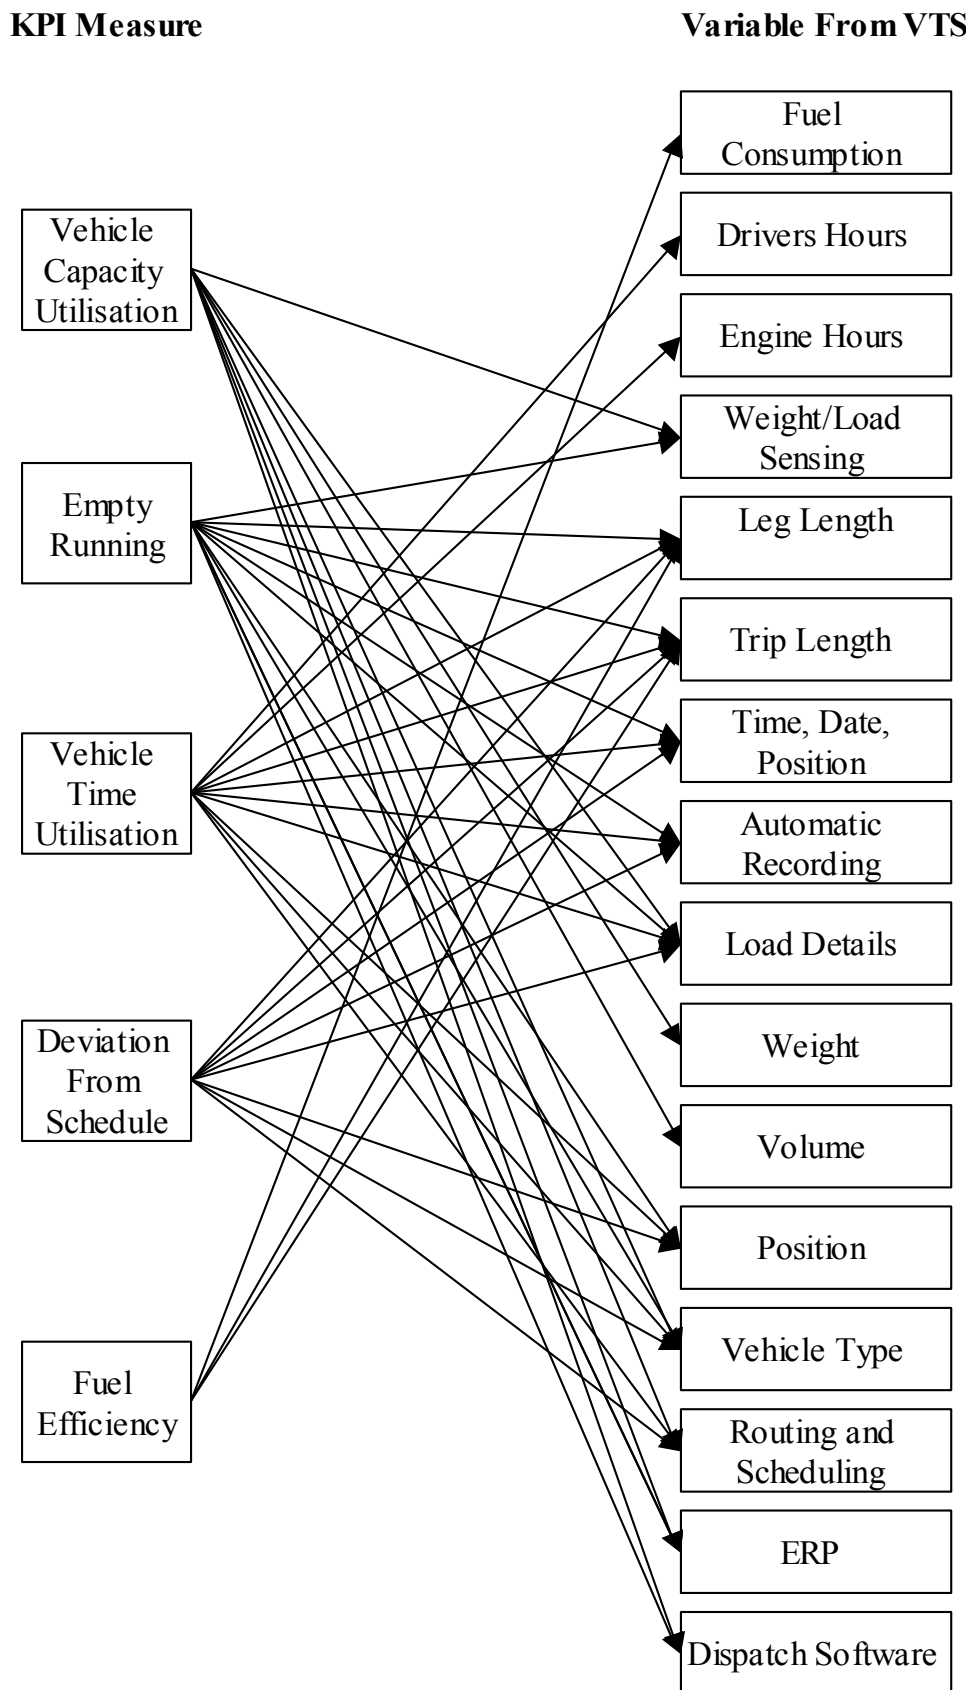 KPI Measure
Variable From VTS
Vehicle
Capacity
Utilisation
Empty
Running
Vehicle
Time
Utilisation
Deviation
From
Schedule
Fuel
Efficiency
Fuel
Consumption
Drivers Hours
Engine Hours
Weight/Load
Sensing
Leg Length
Trip Length
Time, Date,
Position
Automatic
Recording
Load Details
Weight
Volume
Position
Vehicle Type
Routing and
Scheduling
ERP
Dispatch Software